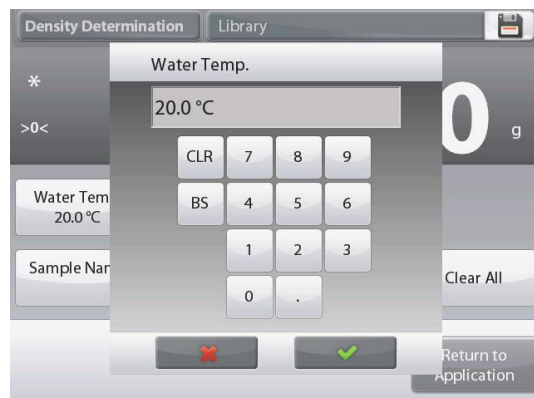 Density Determination
Library
Water Temp.
*
20.0 °C
>0<
0
g
CLR 7 8 9
Water Tem
20.0 °C
BS 4 5 6
1 2 3
Sample Nar
Clear All
0 .
Return to
Application